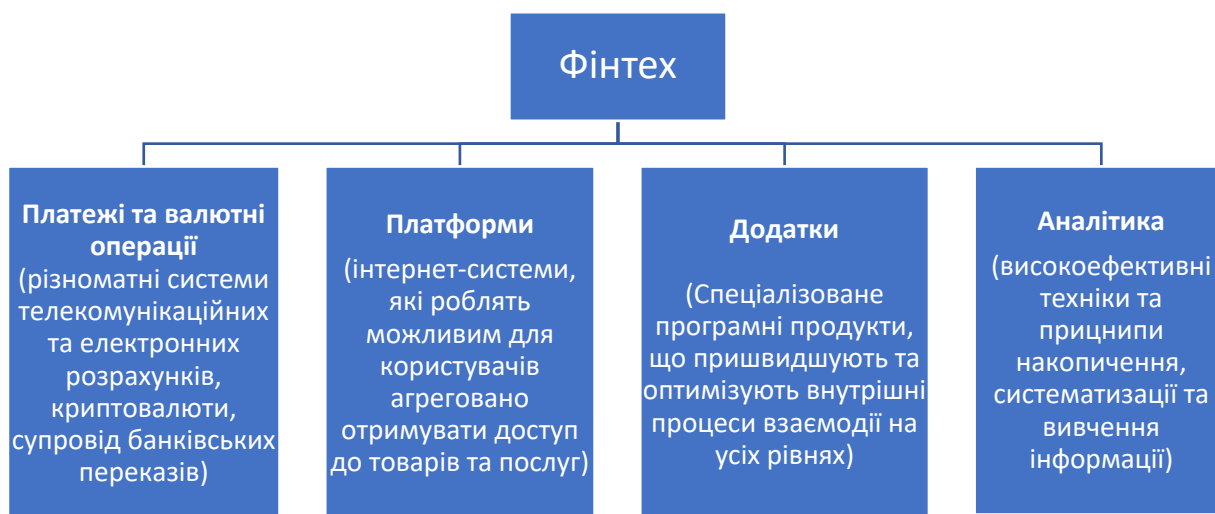 Фінтех
Платежі та валютні
операції
(різноматні системи
телекомунікаційних
та електронних
розрахунків,
криптовалюти,
супровід банківських
переказів)
Платформи
(інтернет-системи,
які роблять
можливим для
користувачів
агреговано
отримувати доступ
до товарів та послуг)
Додатки
(Спеціалізоване
програмні продукти,
що пришвидшують та
оптимізують внутрішні
процеси взаємодії на
усіх рівнях)
Аналітика
(високоефективні
техніки та
прицнипи
накопичення,
систематизації та
вивчення
інформації)